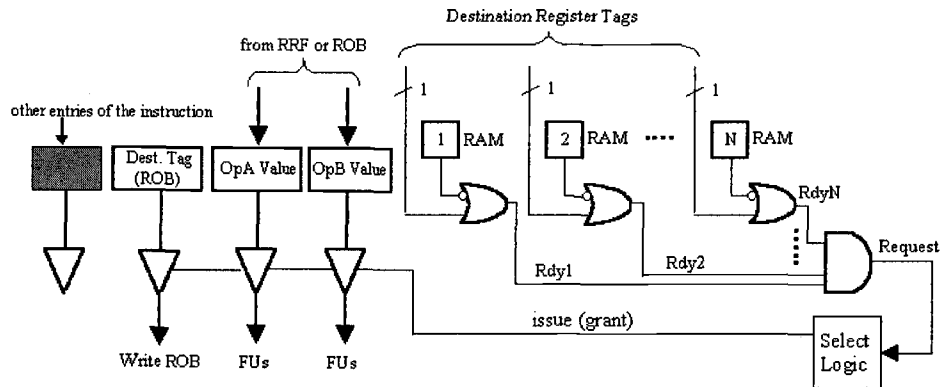 Destination Register Tags
from RRF or ROB
1
1
1
other entries of the instruction
1 RAM
2 RAM
N RAM
Dest. Tag
(ROB)
OpA Value
OpB Value
RdyN
Request
Rdy1
Rdy2
issue (grant)
Select
Logic
Write ROB
FUs
FUs